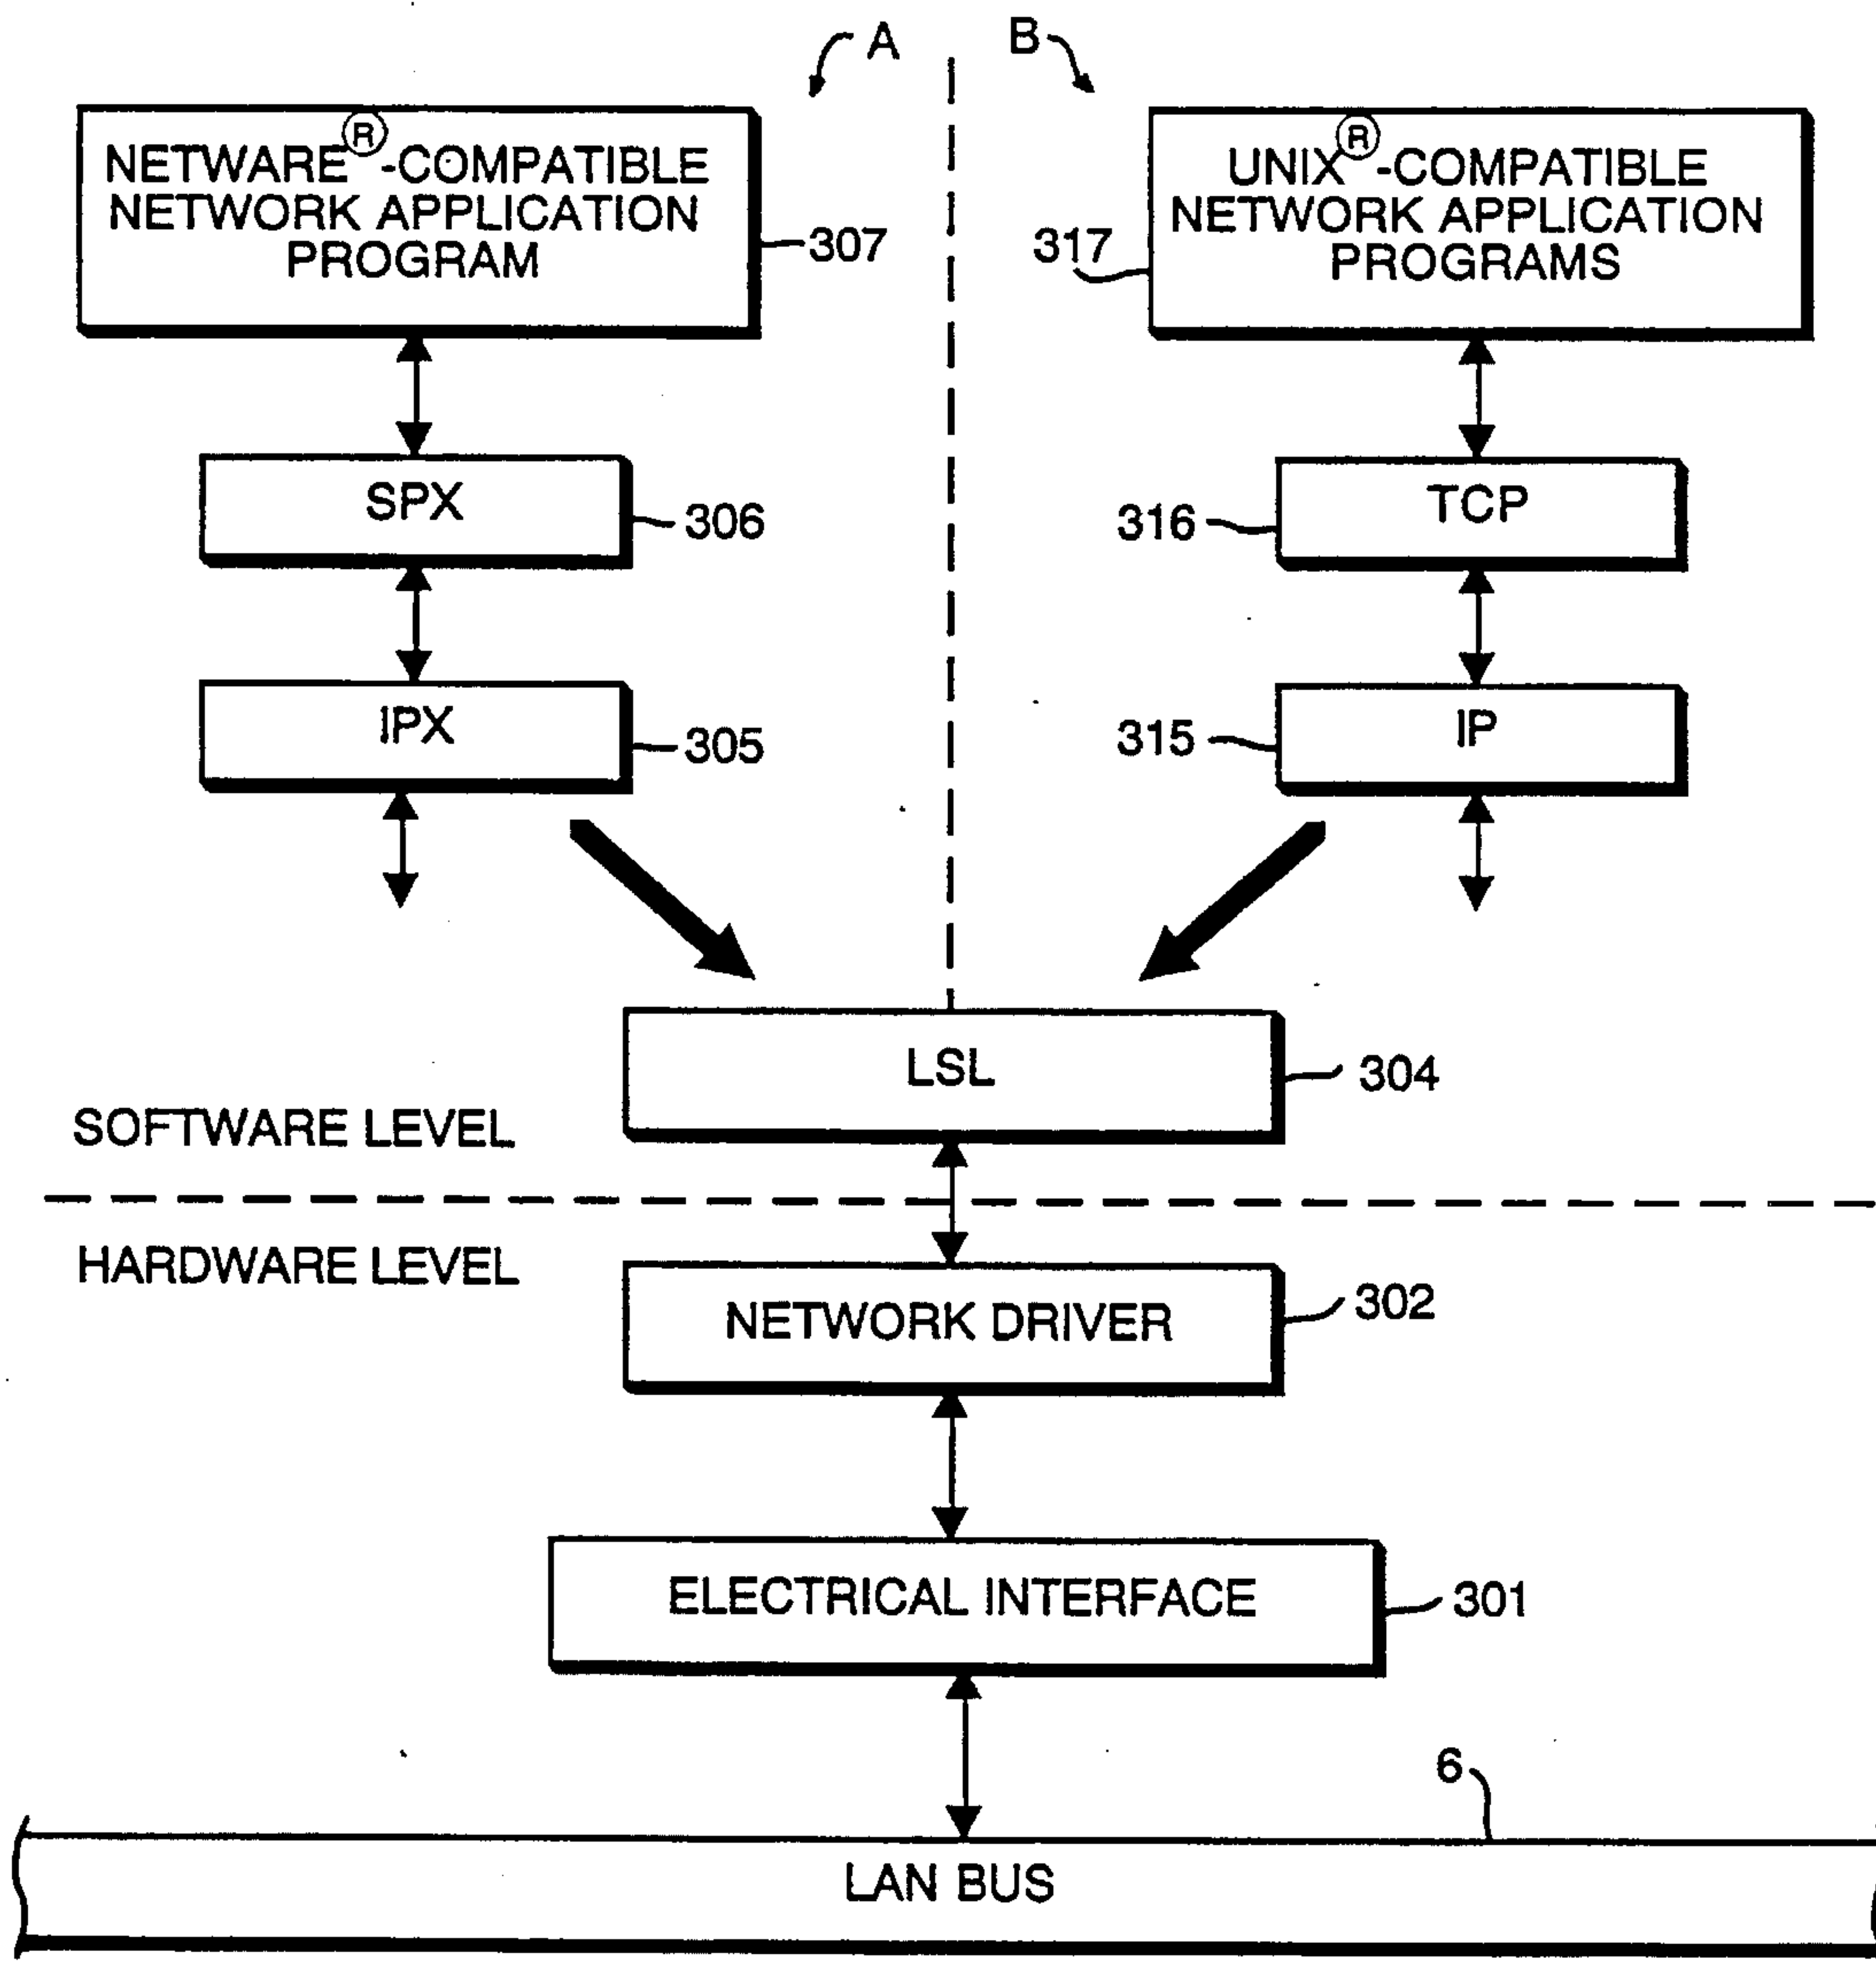 A
B
NETWARE®-COMPATIBLE
NETWORK APPLICATION
PROGRAM
307
317
UNIX®-COMPATIBLE
NETWORK APPLICATION
PROGRAMS
SPX
306
316
TCP
IPX
305
315
IP
LSL
304
SOFTWARE LEVEL
HARDWARE LEVEL
NETWORK DRIVER
302
ELECTRICAL INTERFACE
301
6
LAN BUS